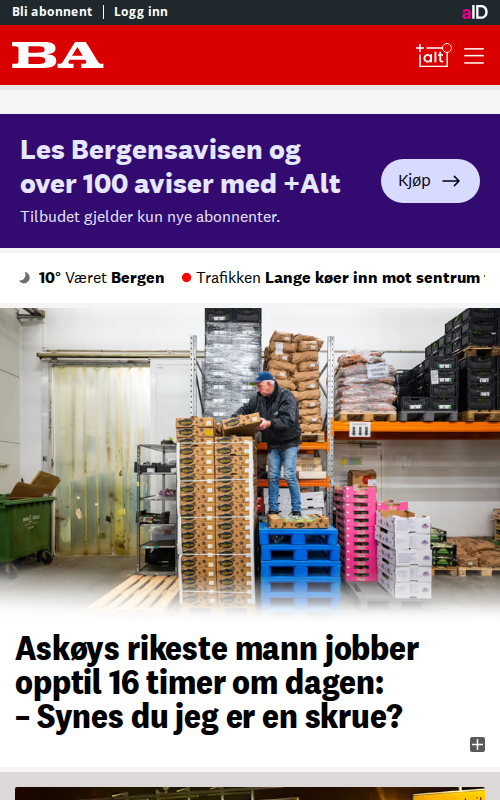 Bli abonnent | Logg inn
aID
BA
+alt
Les Bergensavisen og
over 100 aviser med +Alt
Tilbudet gjelder kun nye abonnenter.
Kjøp →
10° Været Bergen
Trafikken Lange køer inn mot sentrum
Askøys rikeste mann jobber
opptil 16 timer om dagen:
– Synes du jeg er en skrue?